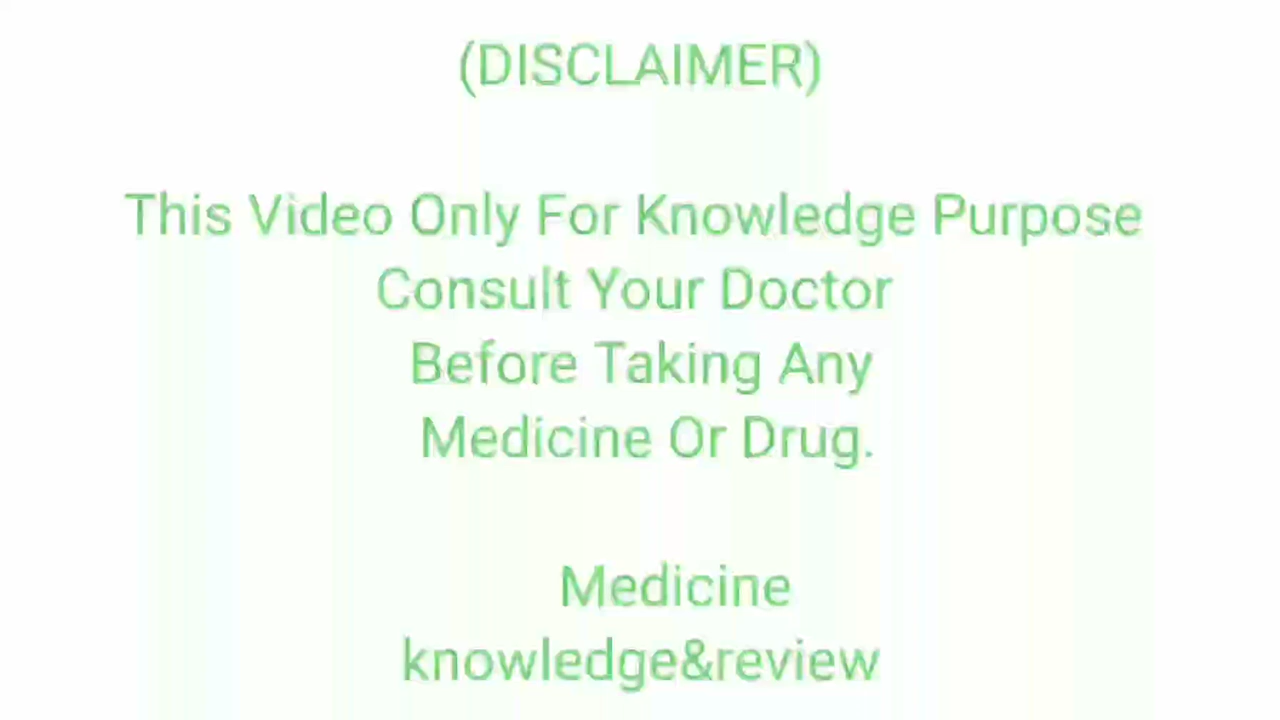 (DISCLAIMER)
This Video Only For Knowledge Purpose
Consult Your Doctor
Before Taking Any
Medicine Or Drug.
Medicine
knowledge&review